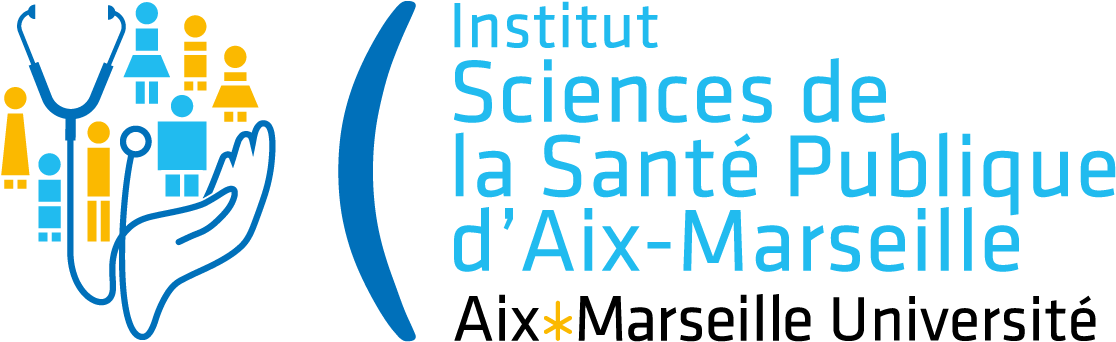 Institut
Sciences de
la Santé Publique
d'Aix-Marseille
Aix*Marseille Université